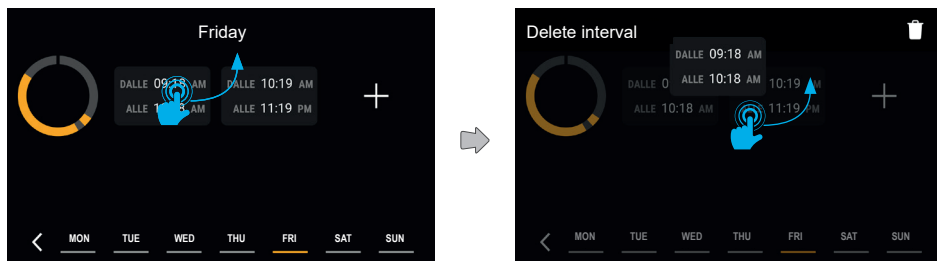 Friday
DALLE 09:18 AM DALLE 10:19 AM
ALLE AM ALLE 11:19 PM
MON TUE WED THU FRI SAT SUN
Delete interval
DALLE 09:18 AM
ALLE 10:18 AM
DALLE 10:19 AM
ALLE 10:18 AM 11:19 PM
MON TUE WED THU FRI SAT SUN